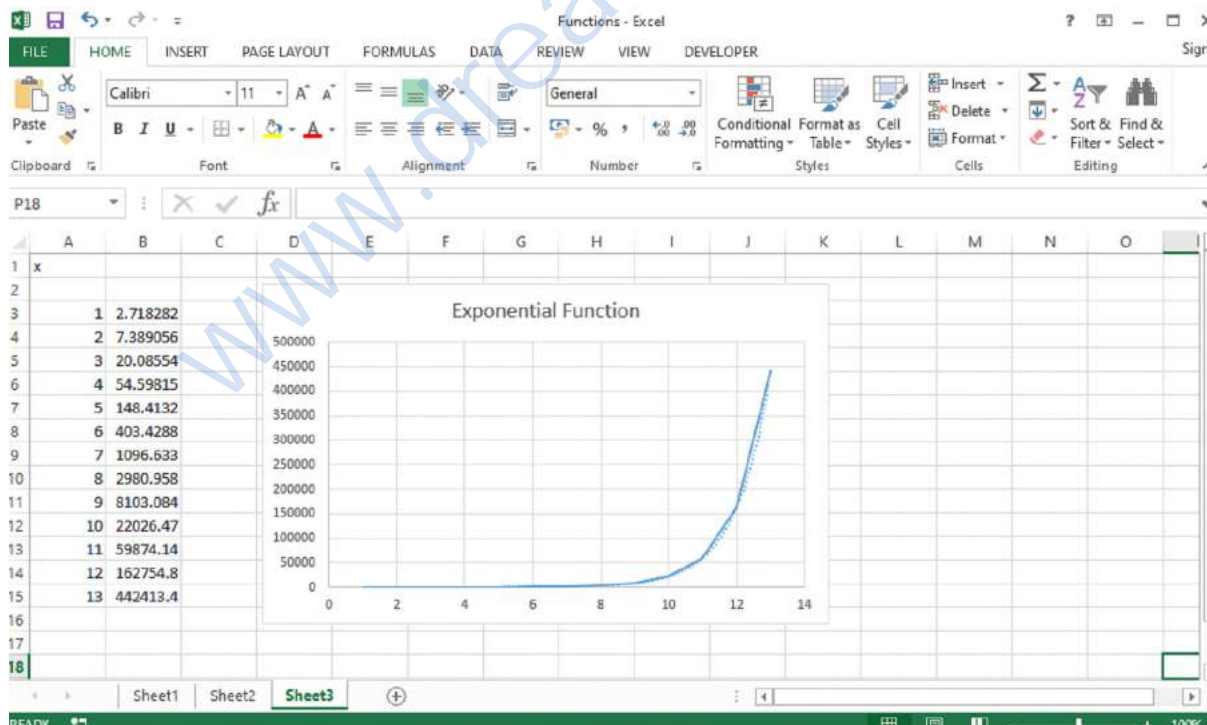 Functions - Excel
FILE HOME INSERT PAGE LAYOUT FORMULAS DATA REVIEW VIEW DEVELOPER Sign
Paste Calibri 11 General Conditional Formatting Format as Table Cell Styles Insert Delete Format Sort & Filter Find & Select
Clipboard Font Alignment Number Styles Cells Editing
P18 fx
A B C D E F G H I J K L M N O
1 x
2
3 1 2.718282
4 2 7.389056
5 3 20.08554
6 4 54.59815
7 5 148.4132
8 6 403.4288
9 7 1096.633
10 8 2980.958
11 9 8103.084
12 10 22026.47
13 11 59874.14
14 12 162754.8
15 13 442413.4
16
17
18
Exponential Function
500000
450000
400000
350000
300000
250000
200000
150000
100000
50000
0
0 2 4 6 8 10 12 14
Sheet1 Sheet2 Sheet3
READY 100%
www.drea